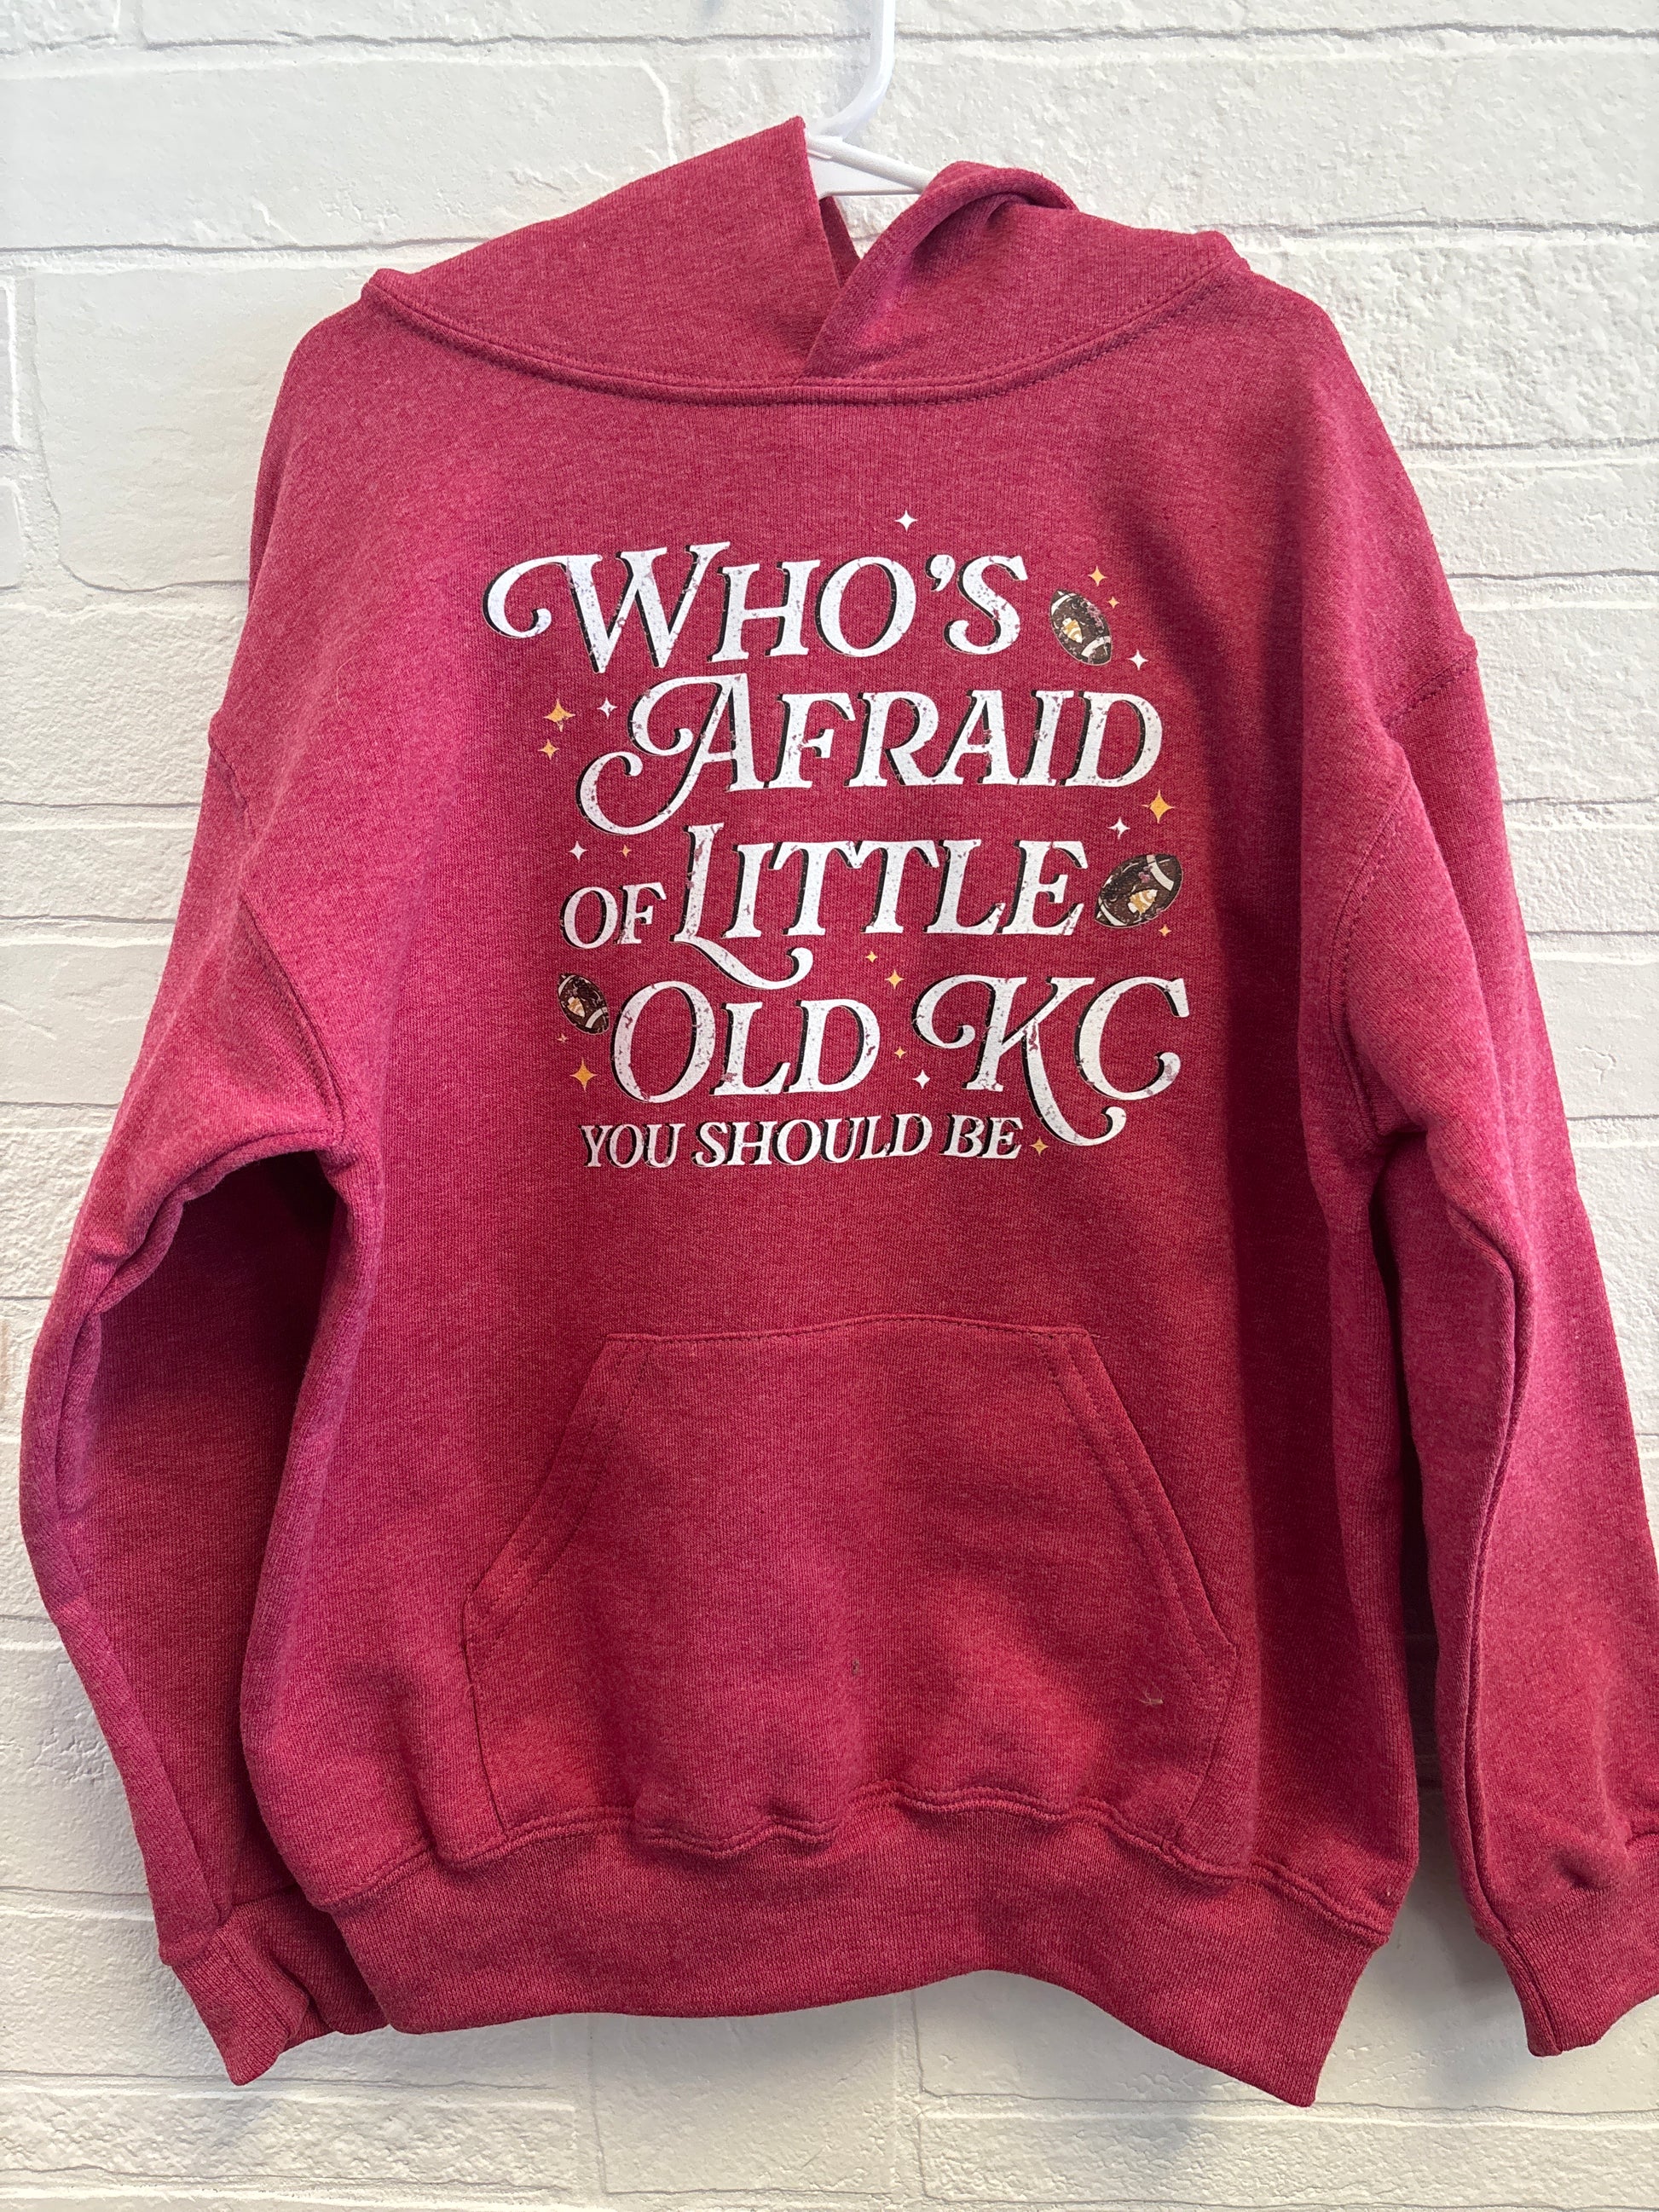 WHO'S
AFRAID
OF LITTLE
OLD KC
YOU SHOULD BE